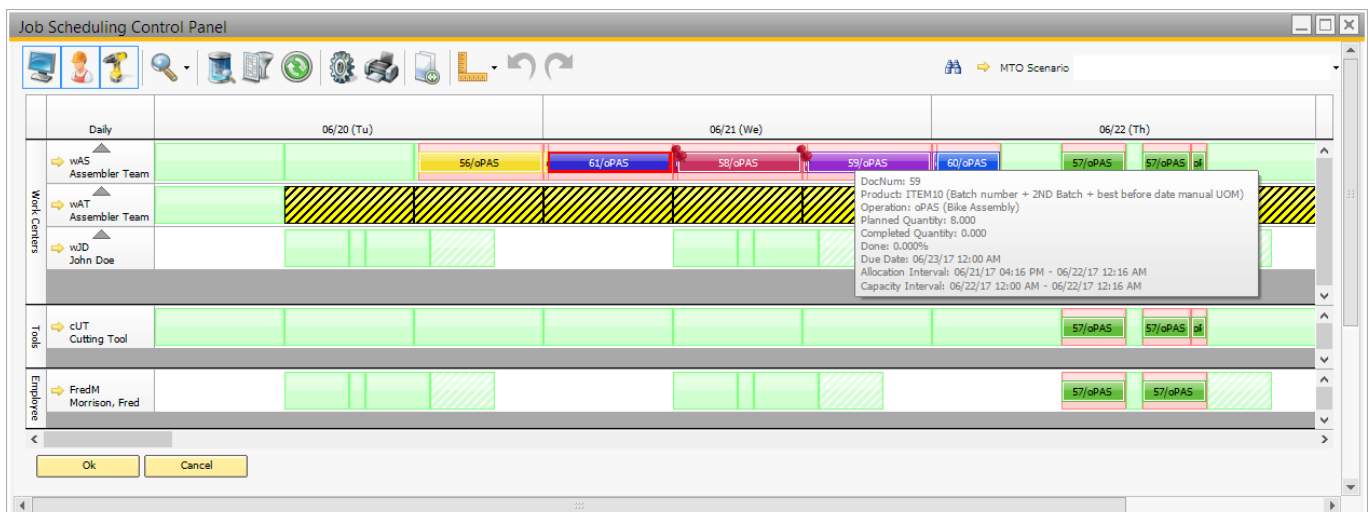 Job Scheduling Control Panel
MTO Scenario
Daily
06/20 (Tu)
06/21 (We)
06/22 (Th)
Work Centers
wAS
Assembler Team
56/oPAS
61/oPAS
58/oPAS
59/oPAS
60/oPAS
57/oPAS
57/oPAS
wAT
Assembler Team
wJD
John Doe
DocNum: 59
Product: ITEM10 (Batch number + 2ND Batch + best before date manual UOM)
Operation: oPAS (Bike Assembly)
Planned Quantity: 8.000
Completed Quantity: 0.000
Done: 0.000%
Due Date: 06/23/17 12:00 AM
Allocation Interval: 06/21/17 04:16 PM - 06/22/17 12:16 AM
Capacity Interval: 06/22/17 12:00 AM - 06/22/17 12:16 AM
Tools
cUT
Cutting Tool
57/oPAS
57/oPAS
Employee
FredM
Morrison, Fred
57/oPAS
57/oPAS
Ok
Cancel